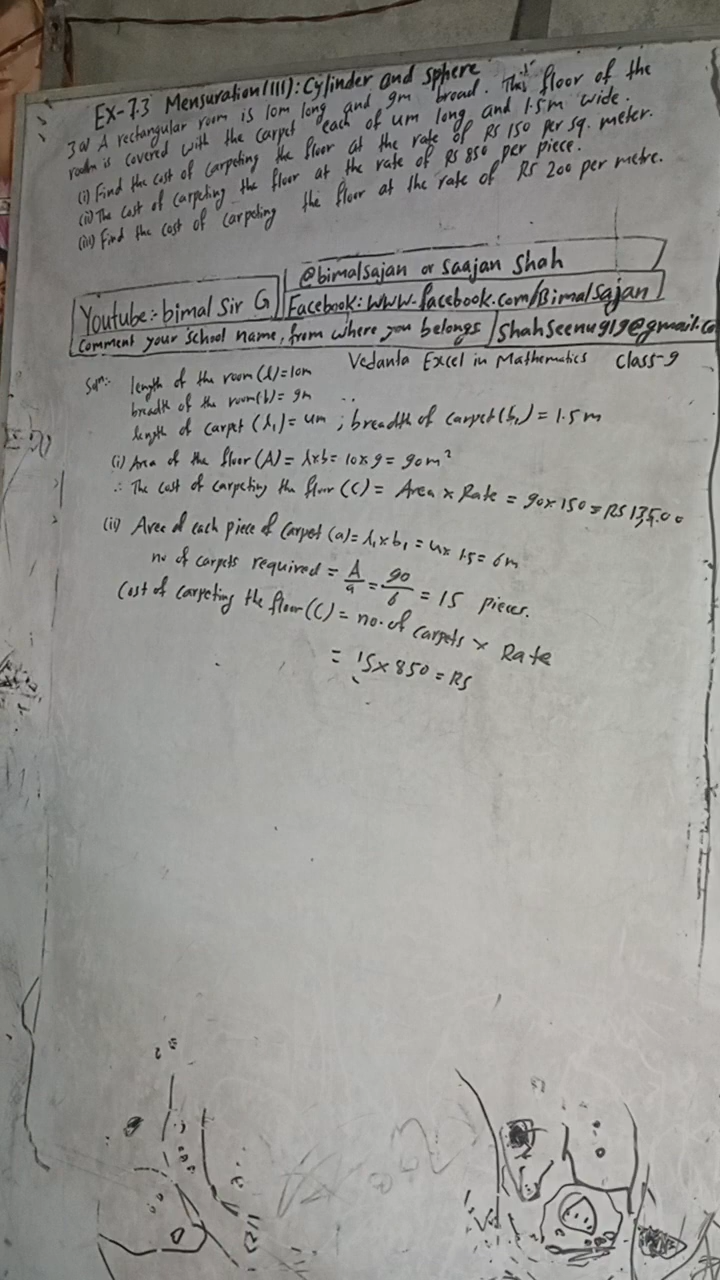 Ex-7.3 Mensuration(III): Cylinder and sphere
3a) A rectangular room is 10m long and 9m broad. This floor of the
room is covered with the carpet each of 4m long and 1.5m wide.
(i) Find the cost of carpeting the floor at the rate of Rs 150 per sq. meter.
(ii) The cost of carpeting the floor at the rate of Rs 850 per piece.
(iii) Find the cost of carpeting the floor at the rate of Rs 200 per metre.
@bimalsajan or Saajan Shah
Youtube:- bimal Sir G
Facebook: WWW.facebook.com/Bimalsajan
Comment your school name, from where you belongs
Shahseenu919@gmail.co
Vedanta Excel in Mathematics class-9
Solⁿ:- length of the room (l) = 10m
breadth of the room (b) = 9m
length of carpet (l₁) = 4m ; breadth of carpet (b₁) = 1.5m
(i) Area of the floor (A) = l×b = 10×9 = 90m²
∴ The cost of carpeting the floor (C) = Area × Rate = 90×150 = RS 13,500
(ii) Area of each piece of carpet (a) = l₁×b₁ = 4×1.5 = 6m
no of carpets required = A/a = 90/6 = 15 pieces.
Cost of carpeting the floor (C) = no. of carpets × Rate
= 15×850 = RS